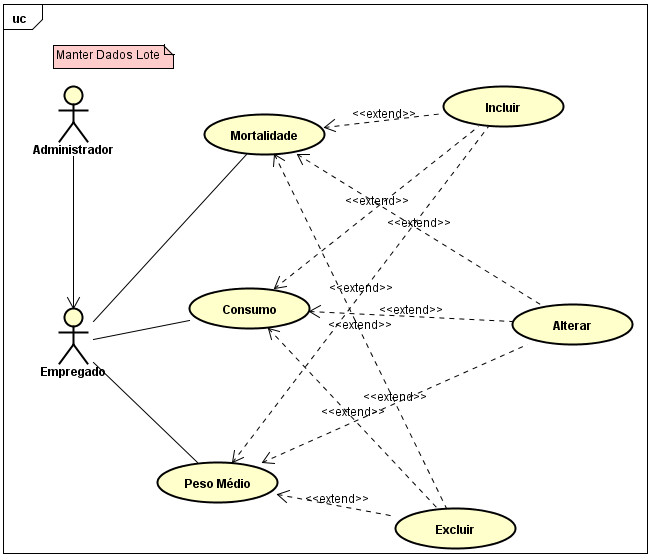 uc
Manter Dados Lote
Administrador
Empregado
Mortalidade
Consumo
Peso Médio
Incluir
Alterar
Excluir
<<extend>>
<<extend>>
<<extend>>
<<extend>>
<<extend>>
<<extend>>
<<extend>>
<<extend>>
<<extend>>